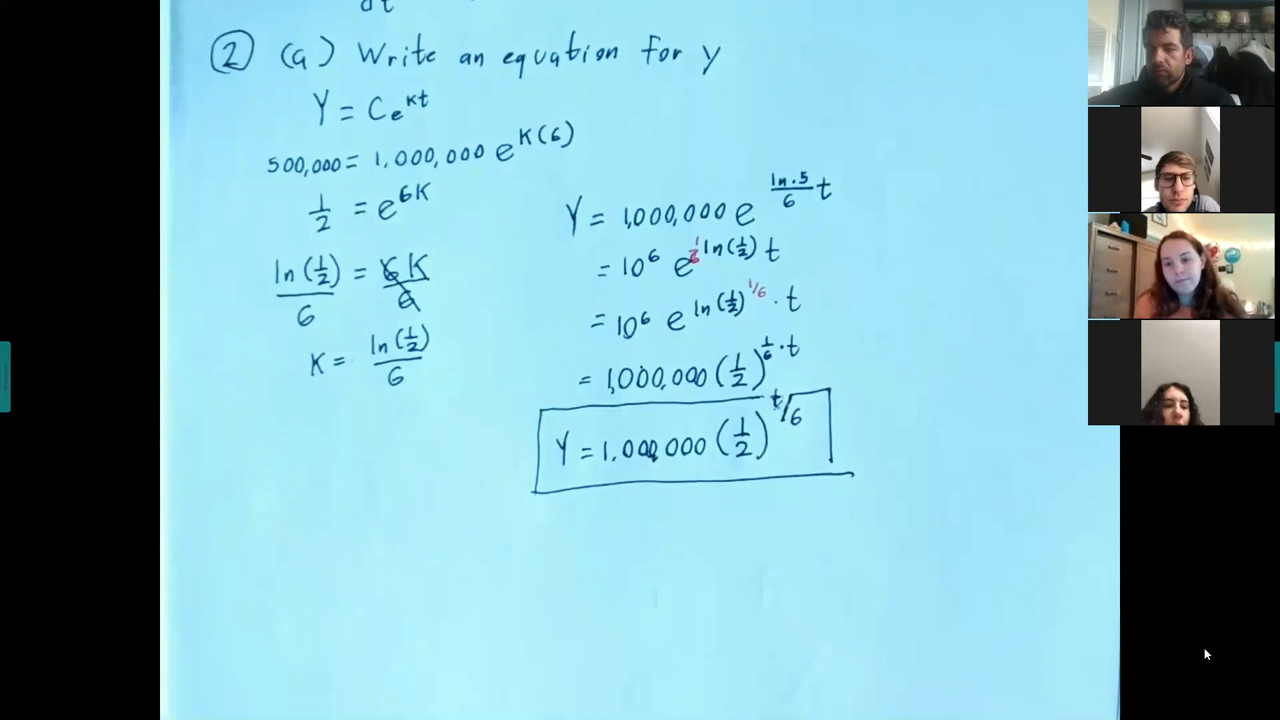 dt
② (a) Write an equation for y
Y = Ce^{kt}
500,000 = 1,000,000 e^{K(6)}
1/2 = e^{6K}
ln(1/2)/6 = 6K/6
K = ln(1/2)/6
Y = 1,000,000 e^{ln .5/6 t}
= 10^6 e^{1/6 ln(1/2) t}
= 10^6 e^{ln(1/2)^{1/6} · t}
= 1,000,000 (1/2)^{1/6 · t}
Y = 1,000,000 (1/2)^{t/6}